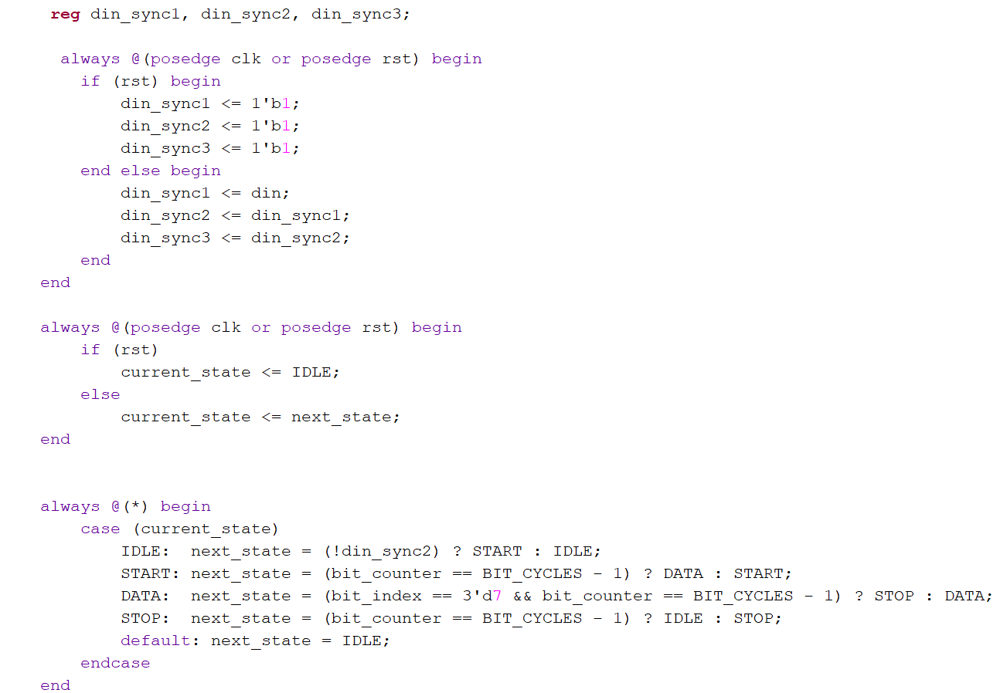 reg din_sync1, din_sync2, din_sync3;
always @(posedge clk or posedge rst) begin
if (rst) begin
din_sync1 <= 1'b1;
din_sync2 <= 1'b1;
din_sync3 <= 1'b1;
end else begin
din_sync1 <= din;
din_sync2 <= din_sync1;
din_sync3 <= din_sync2;
end
end
always @(posedge clk or posedge rst) begin
if (rst)
current_state <= IDLE;
else
current_state <= next_state;
end
always @(*) begin
case (current_state)
IDLE:  next_state = (!din_sync2) ? START : IDLE;
START: next_state = (bit_counter == BIT_CYCLES - 1) ? DATA : START;
DATA:  next_state = (bit_index == 3'd7 && bit_counter == BIT_CYCLES - 1) ? STOP : DATA;
STOP:  next_state = (bit_counter == BIT_CYCLES - 1) ? IDLE : STOP;
default: next_state = IDLE;
endcase
end